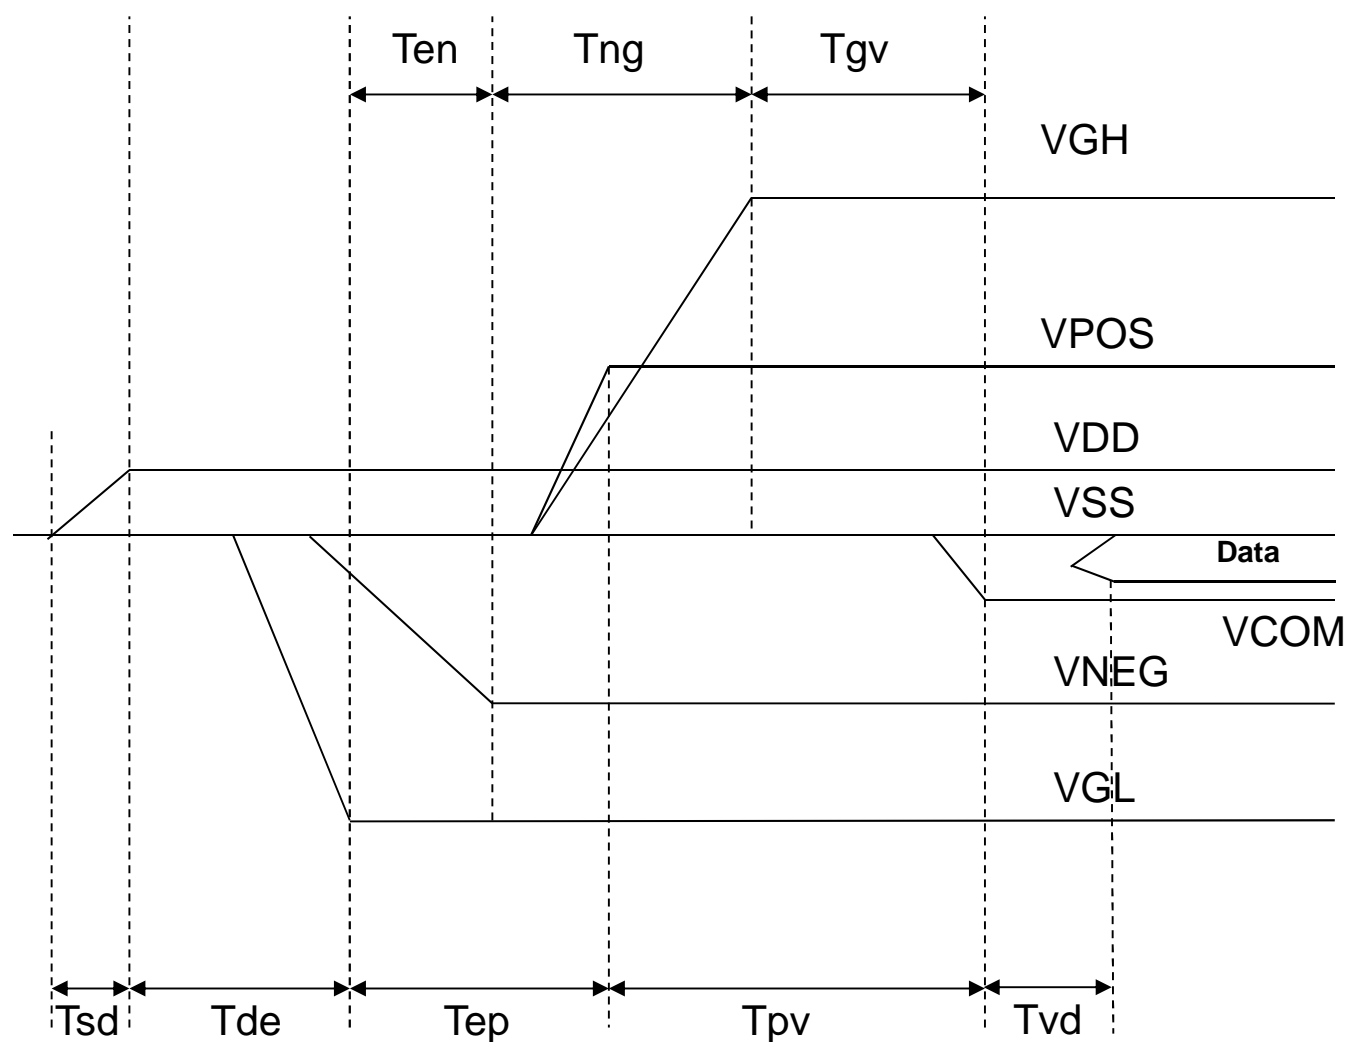 Ten Tng Tgv
VGH
VPOS
VDD
VSS
Data
VCOM
VNEG
VGL
Tsd Tde Tep Tpv Tvd